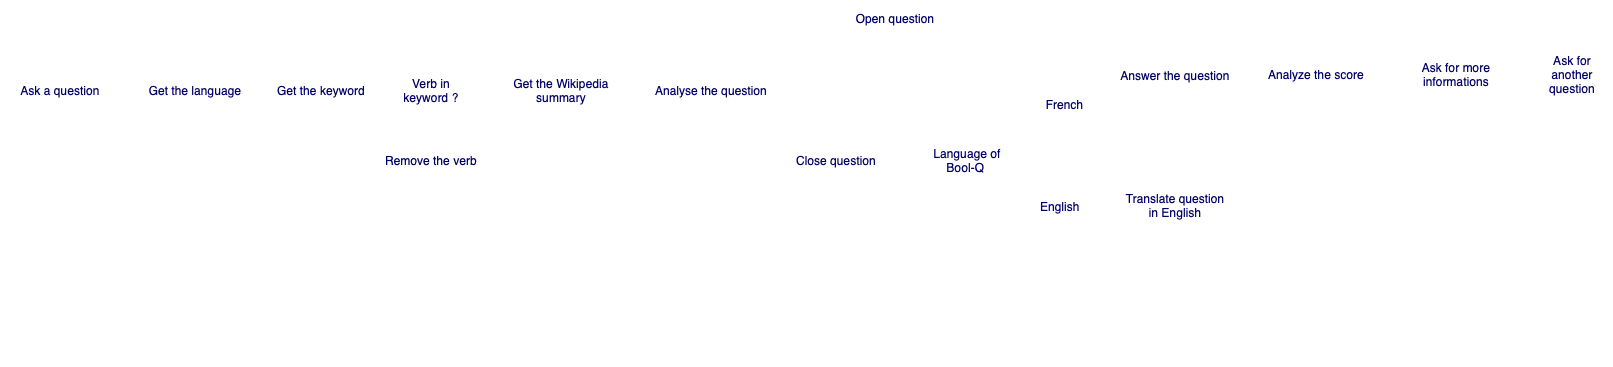 Open question
Ask a question
Get the language
Get the keyword
Verb in
keyword ?
Get the Wikipedia
summary
Analyse the question
French
Answer the question
Analyze the score
Ask for more
informations
Ask for
another
question
Remove the verb
Close question
Language of
Bool-Q
English
Translate question
in English